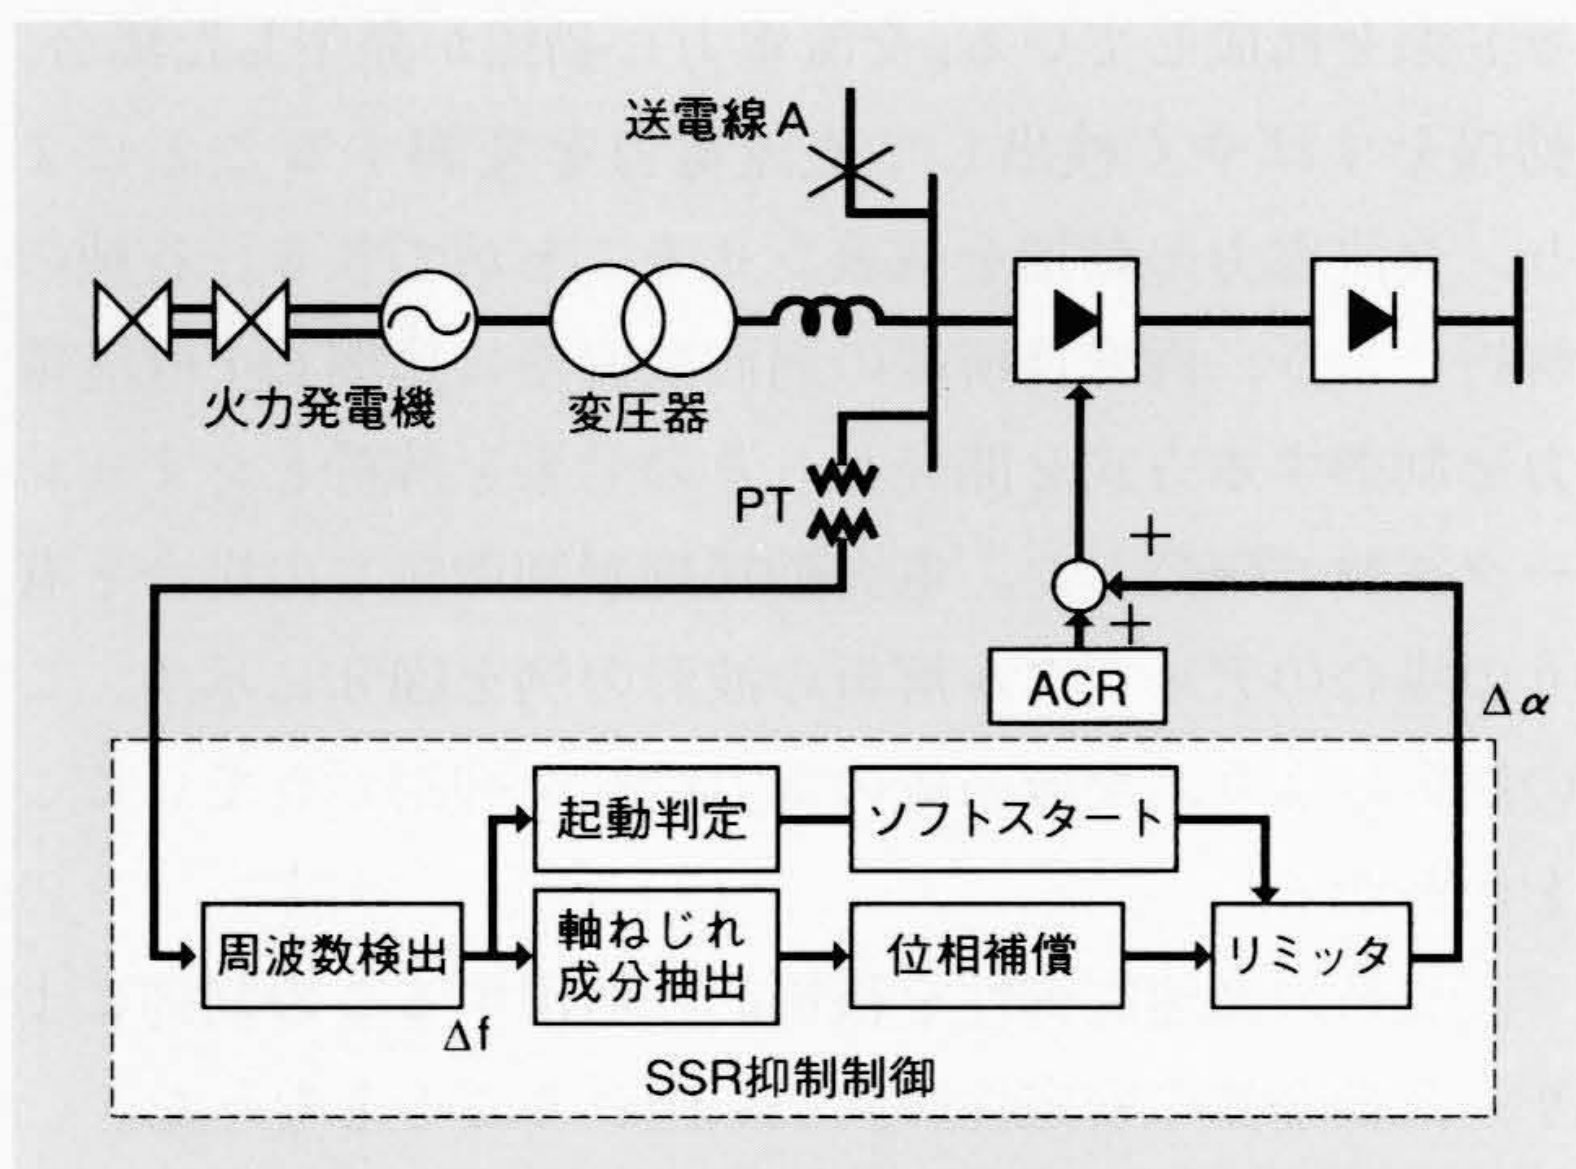 送電線A
火力発電機
変圧器
PT
+
+
ACR
Δα
起動判定
ソフトスタート
周波数検出
軸ねじれ
成分抽出
位相補償
リミッタ
Δf
SSR抑制制御